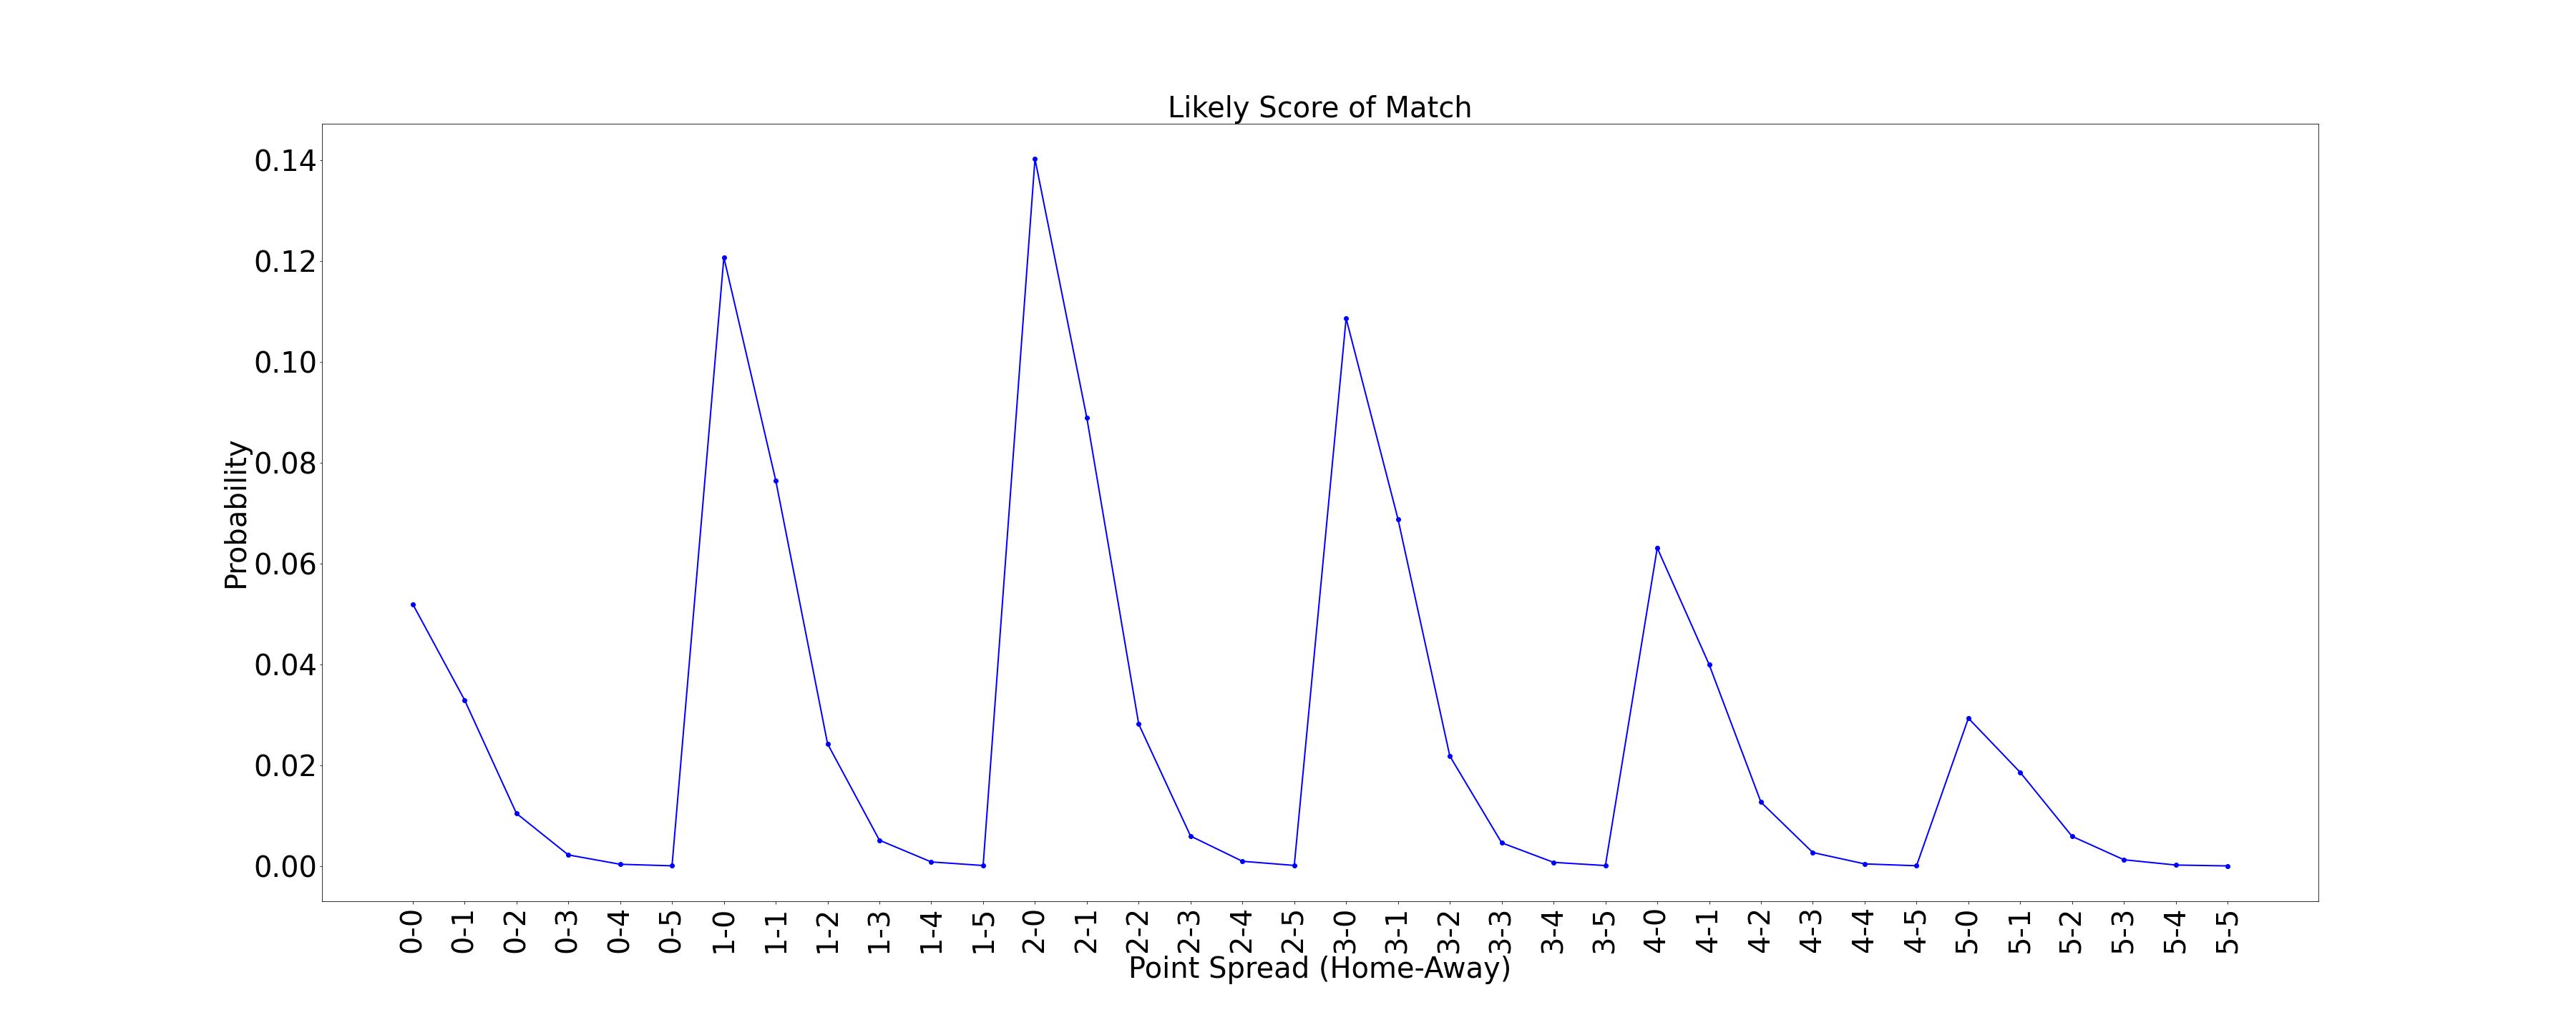 Likely Score of Match
Probability
0.14
0.12
0.10
0.08
0.06
0.04
0.02
0.00
0-0 0-1 0-2 0-3 0-4 0-5 1-0 1-1 1-2 1-3 1-4 1-5 2-0 2-1 2-2 2-3 2-4 2-5 3-0 3-1 3-2 3-3 3-4 3-5 4-0 4-1 4-2 4-3 4-4 4-5 5-0 5-1 5-2 5-3 5-4 5-5
Point Spread (Home-Away)